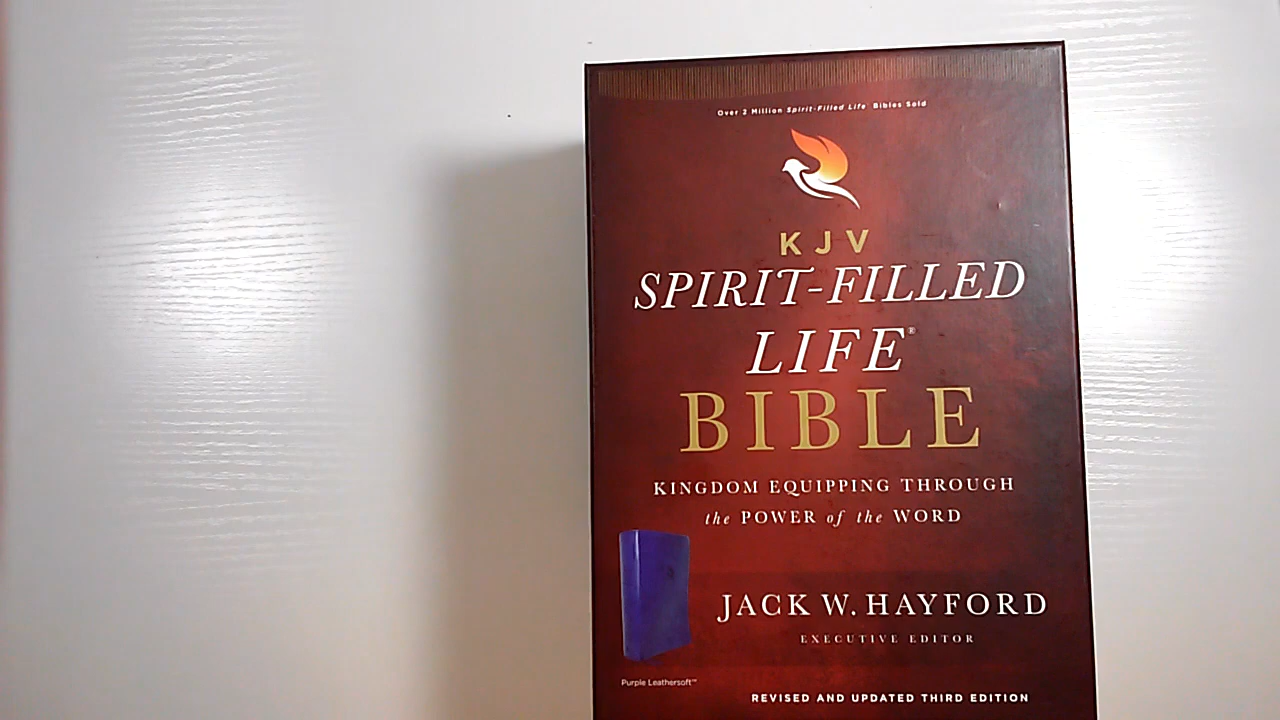 Over 2 Million Spirit-Filled Life® Bibles Sold
KJV
SPIRIT-FILLED
LIFE®
BIBLE
KINGDOM EQUIPPING THROUGH
the POWER of the WORD
JACK W. HAYFORD
EXECUTIVE EDITOR
Purple Leathersoft™
REVISED AND UPDATED THIRD EDITION